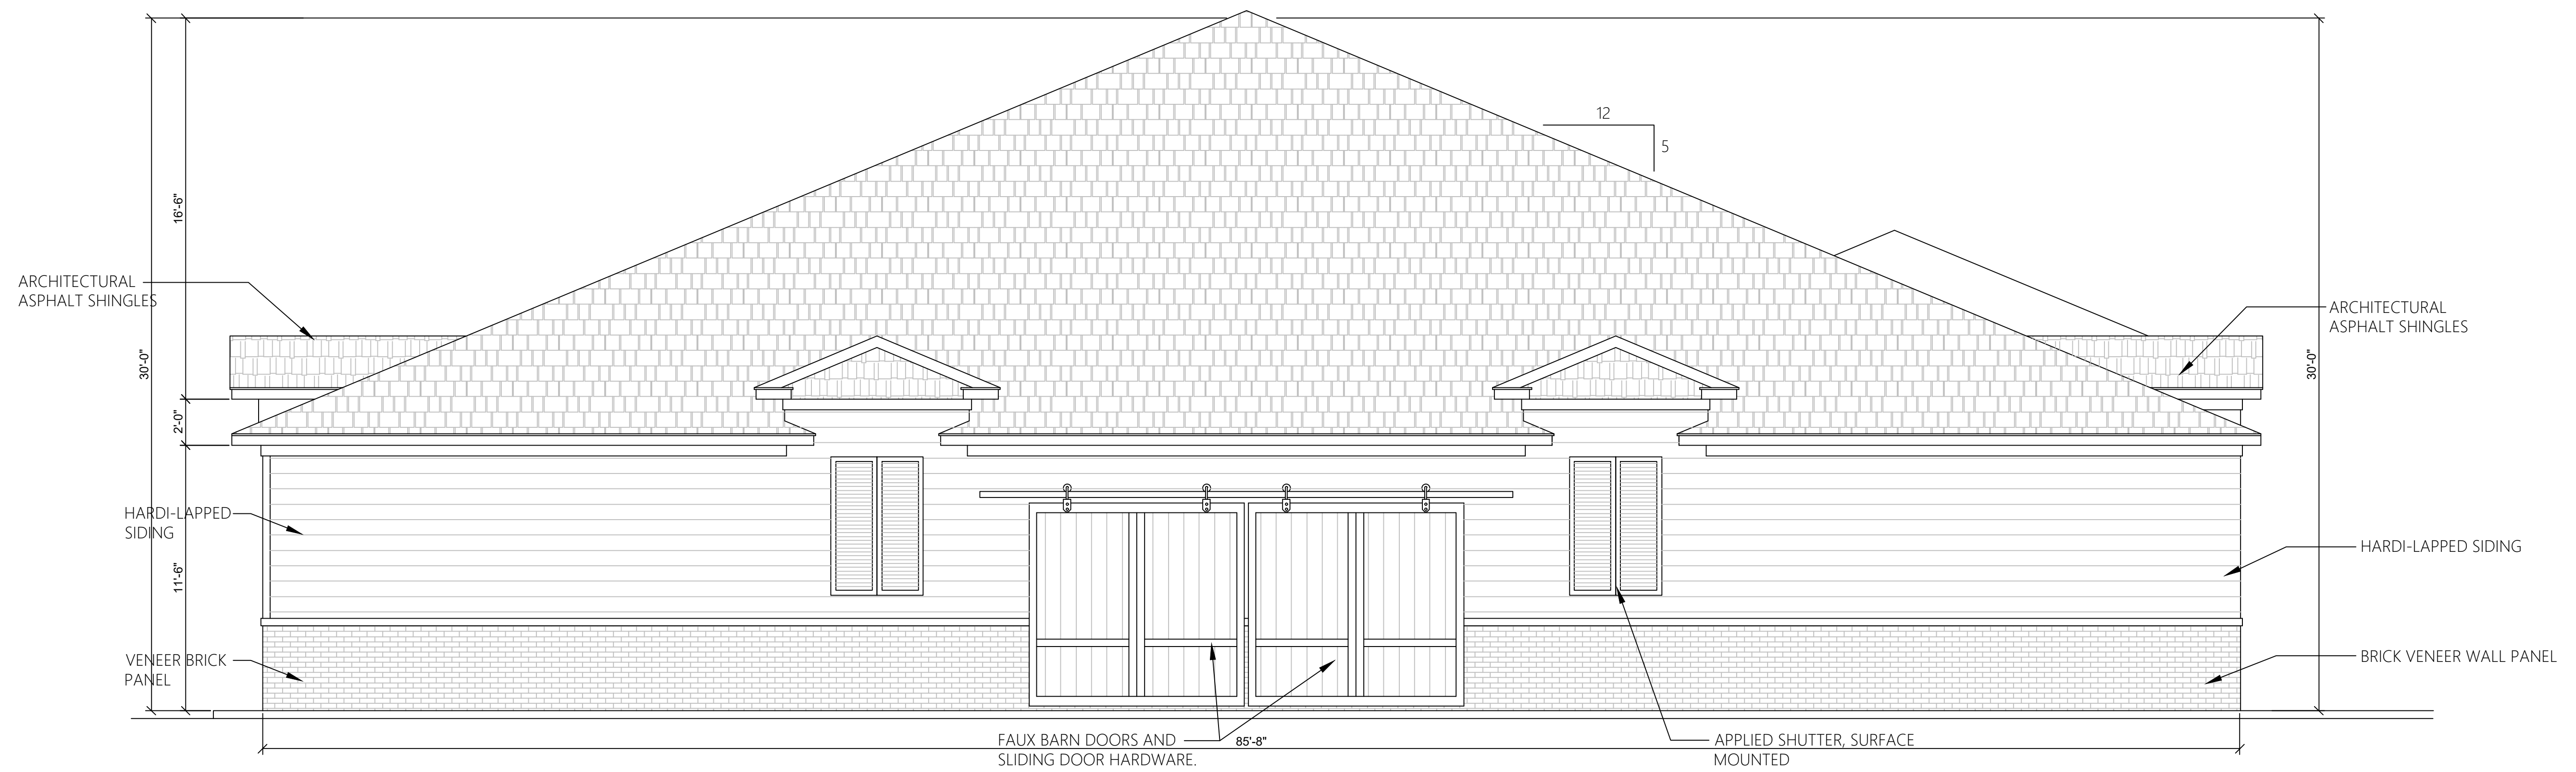 12
5
16'-6"
ARCHITECTURAL
ASPHALT SHINGLES
ARCHITECTURAL
ASPHALT SHINGLES
30'-0"
30'-0"
2'-0"
HARDI-LAPPED
SIDING
HARDI-LAPPED SIDING
11'-6"
VENEER BRICK
PANEL
BRICK VENEER WALL PANEL
FAUX BARN DOORS AND
SLIDING DOOR HARDWARE.
85'-8"
APPLIED SHUTTER, SURFACE
MOUNTED